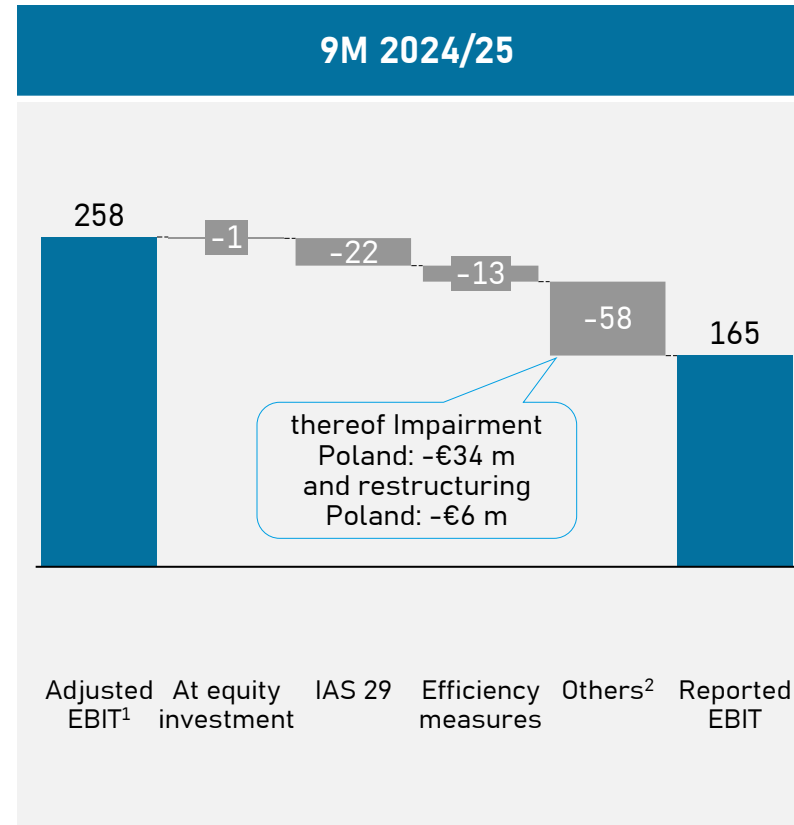 9M 2024/25
258
-1
-22
-13
-58
165
thereof Impairment
Poland: -€34 m
and restructuring
Poland: -€6 m
Adjusted
EBIT¹
At equity
investment
IAS 29
Efficiency
measures
Others²
Reported
EBIT